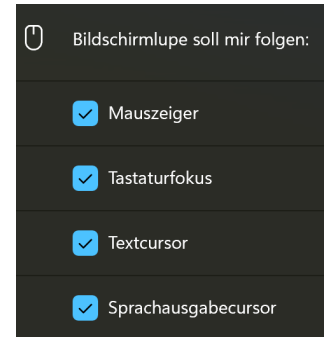 Bildschirmlupe soll mir folgen:
Mauszeiger
Tastaturfokus
Textcursor
Sprachausgabecursor